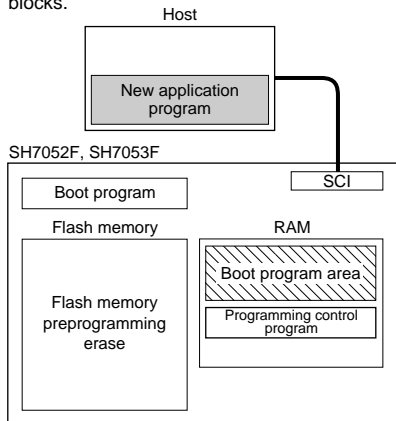 blocks.
Host
New application
program
SH7052F, SH7053F
SCI
Boot program
Flash memory
RAM
Boot program area
Flash memory
preprogramming
erase
Programming control
program